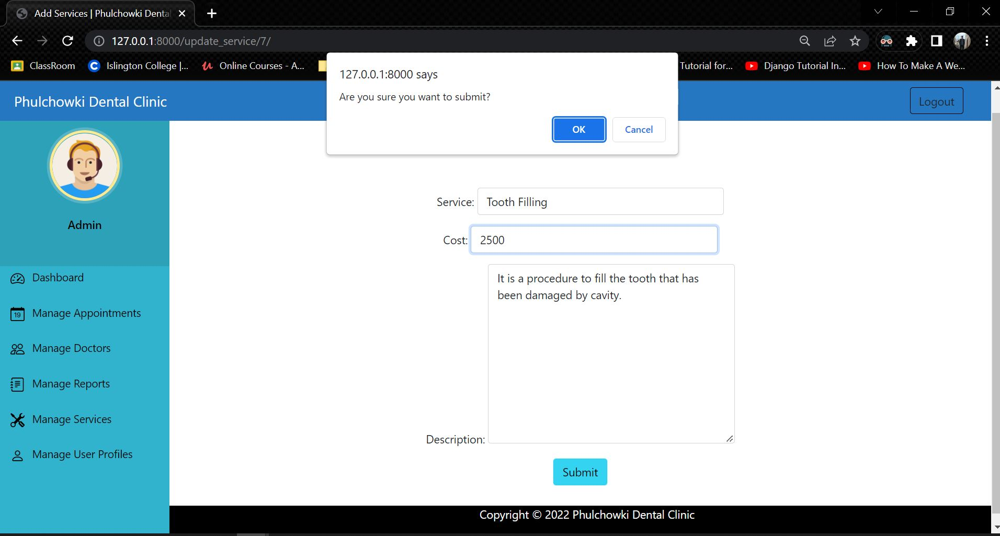 Add Services | Phulchowki Dental
127.0.0.1:8000/update_service/7/
ClassRoom
Islington College |...
Online Courses - A...
Tutorial for...
Django Tutorial In...
How To Make A We...
127.0.0.1:8000 says
Are you sure you want to submit?
OK
Cancel
Phulchowki Dental Clinic
Logout
Admin
Dashboard
19
Manage Appointments
Manage Doctors
Manage Reports
Manage Services
Manage User Profiles
Service: Tooth Filling
Cost: 2500
It is a procedure to fill the tooth that has
been damaged by cavity.
Description:
Submit
Copyright © 2022 Phulchowki Dental Clinic